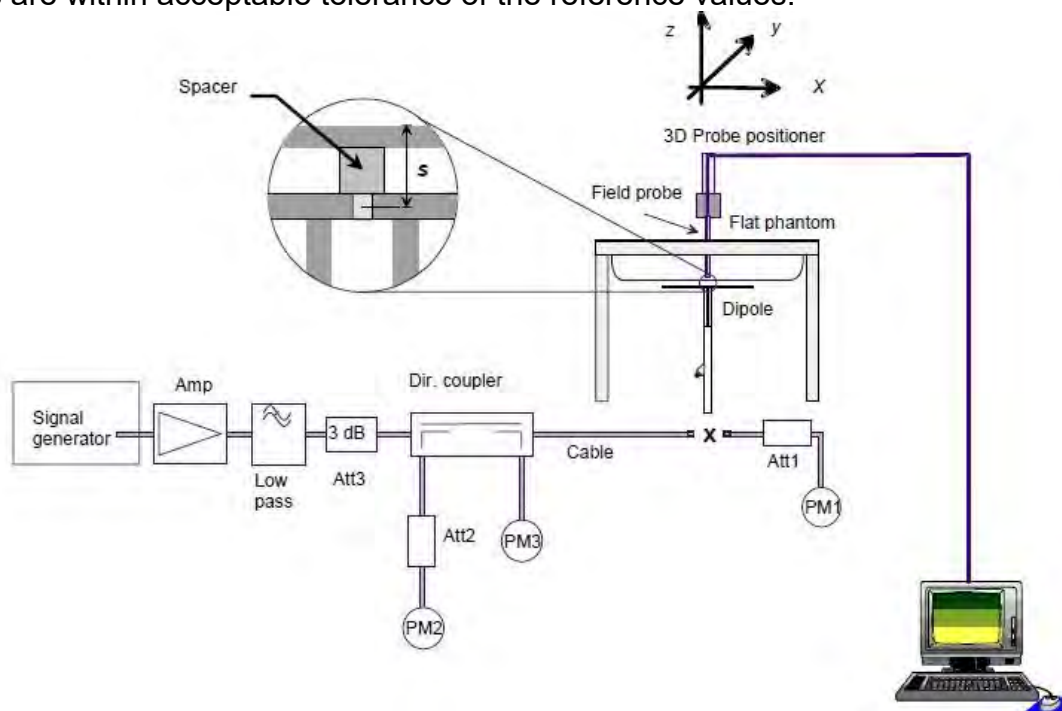 are within acceptable tolerance of the reference values.
z
y
X
Spacer
s
3D Probe positioner
Field probe
Flat phantom
Dipole
Signal
generator
Amp
Low
pass
3 dB
Att3
Dir. coupler
Cable
x
Att1
PM1
Att2
PM3
PM2